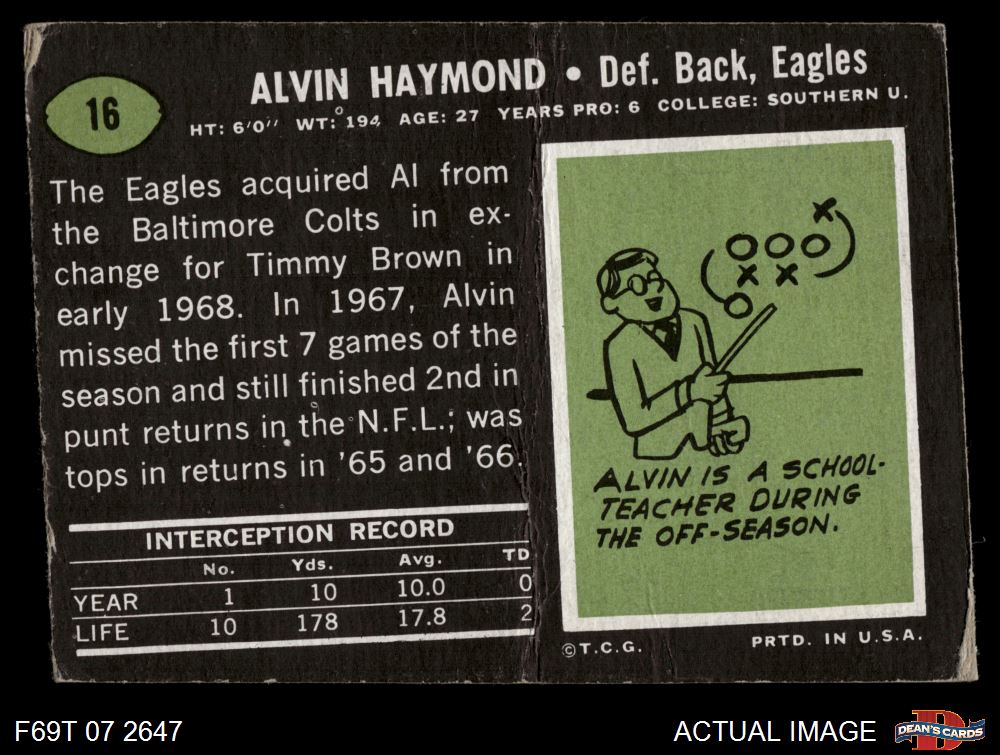 16
ALVIN HAYMOND • Def. Back, Eagles
HT: 6'0'' WT: 194 AGE: 27 YEARS PRO: 6 COLLEGE: SOUTHERN U.
The Eagles acquired Al from
the Baltimore Colts in ex-
change for Timmy Brown in
early 1968. In 1967, Alvin
missed the first 7 games of the
season and still finished 2nd in
punt returns in the N.F.L.; was
tops in returns in '65 and '66.
INTERCEPTION RECORD
No. Yds. Avg. TD
YEAR 1 10 10.0 0
LIFE 10 178 17.8 2
ALVIN IS A SCHOOL-
TEACHER DURING
THE OFF-SEASON.
©T.C.G. PRTD. IN U.S.A.
F69T 07 2647
ACTUAL IMAGE
D
DEAN'S CARDS